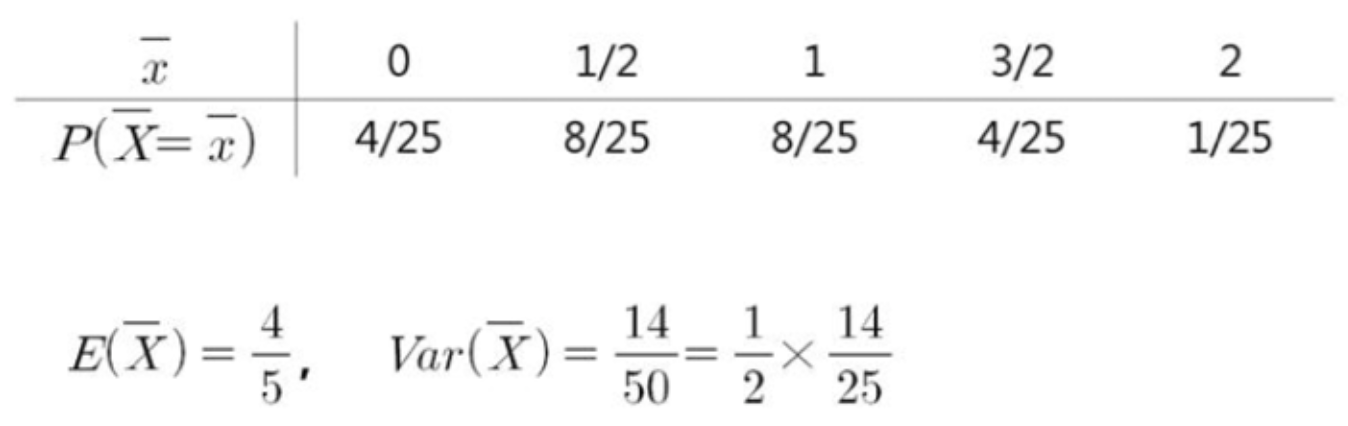 x̅ 0 1/2 1 3/2 2
P(X̅= x̅) 4/25 8/25 8/25 4/25 1/25
E(X̅) = 4/5, Var(X̅) = 14/50 = 1/2 × 14/25